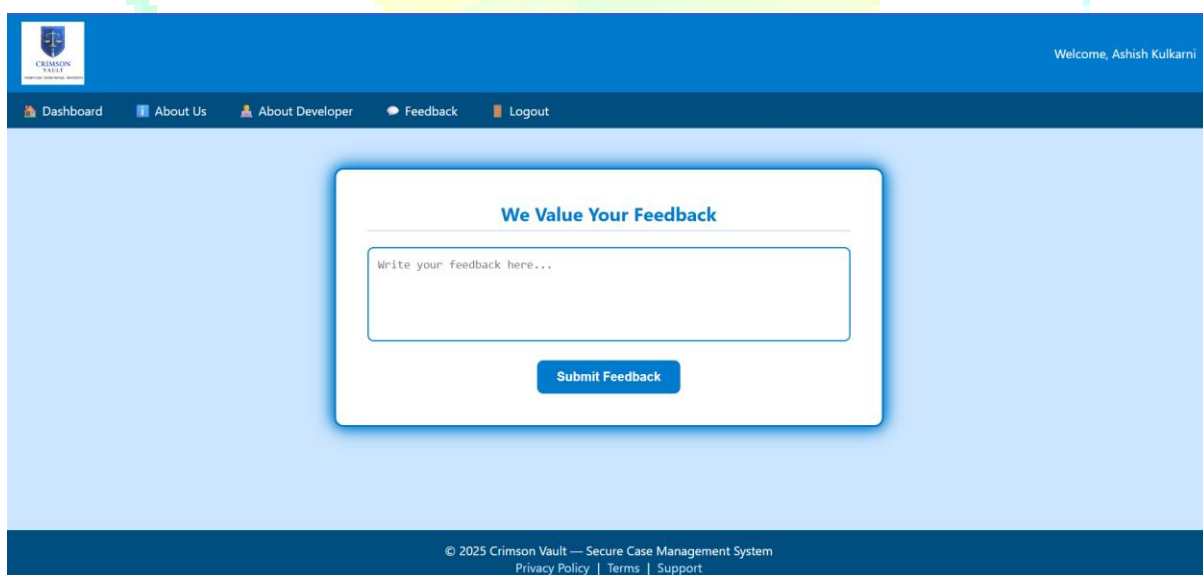 CRIMSON
VAULT
Welcome, Ashish Kulkarni
Dashboard About Us About Developer Feedback Logout
We Value Your Feedback
Write your feedback here...
Submit Feedback
© 2025 Crimson Vault — Secure Case Management System
Privacy Policy | Terms | Support